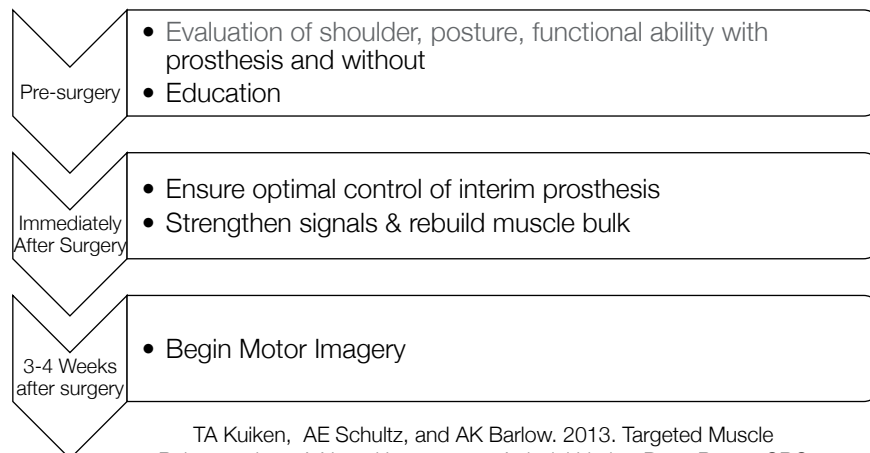 Pre-surgery
• Evaluation of shoulder, posture, functional ability with
prosthesis and without
• Education
Immediately
After Surgery
• Ensure optimal control of interim prosthesis
• Strengthen signals & rebuild muscle bulk
3-4 Weeks
after surgery
• Begin Motor Imagery
TA Kuiken, AE Schultz, and AK Barlow. 2013. Targeted Muscle